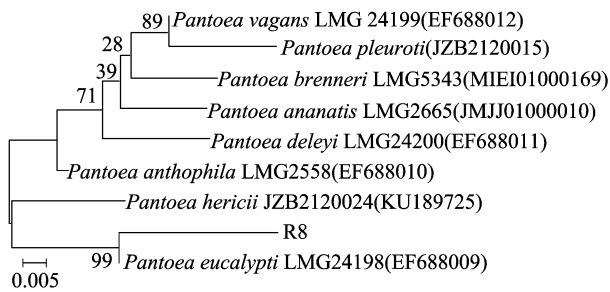 89
Pantoea vagans LMG 24199(EF688012)
28
Pantoea pleuroti(JZB2120015)
39
Pantoea brenneri LMG5343(MIEI01000169)
71
Pantoea ananatis LMG2665(JMJJ01000010)
Pantoea deleyi LMG24200(EF688011)
Pantoea anthophila LMG2558(EF688010)
Pantoea hericii JZB2120024(KU189725)
R8
99
Pantoea eucalypti LMG24198(EF688009)
0.005